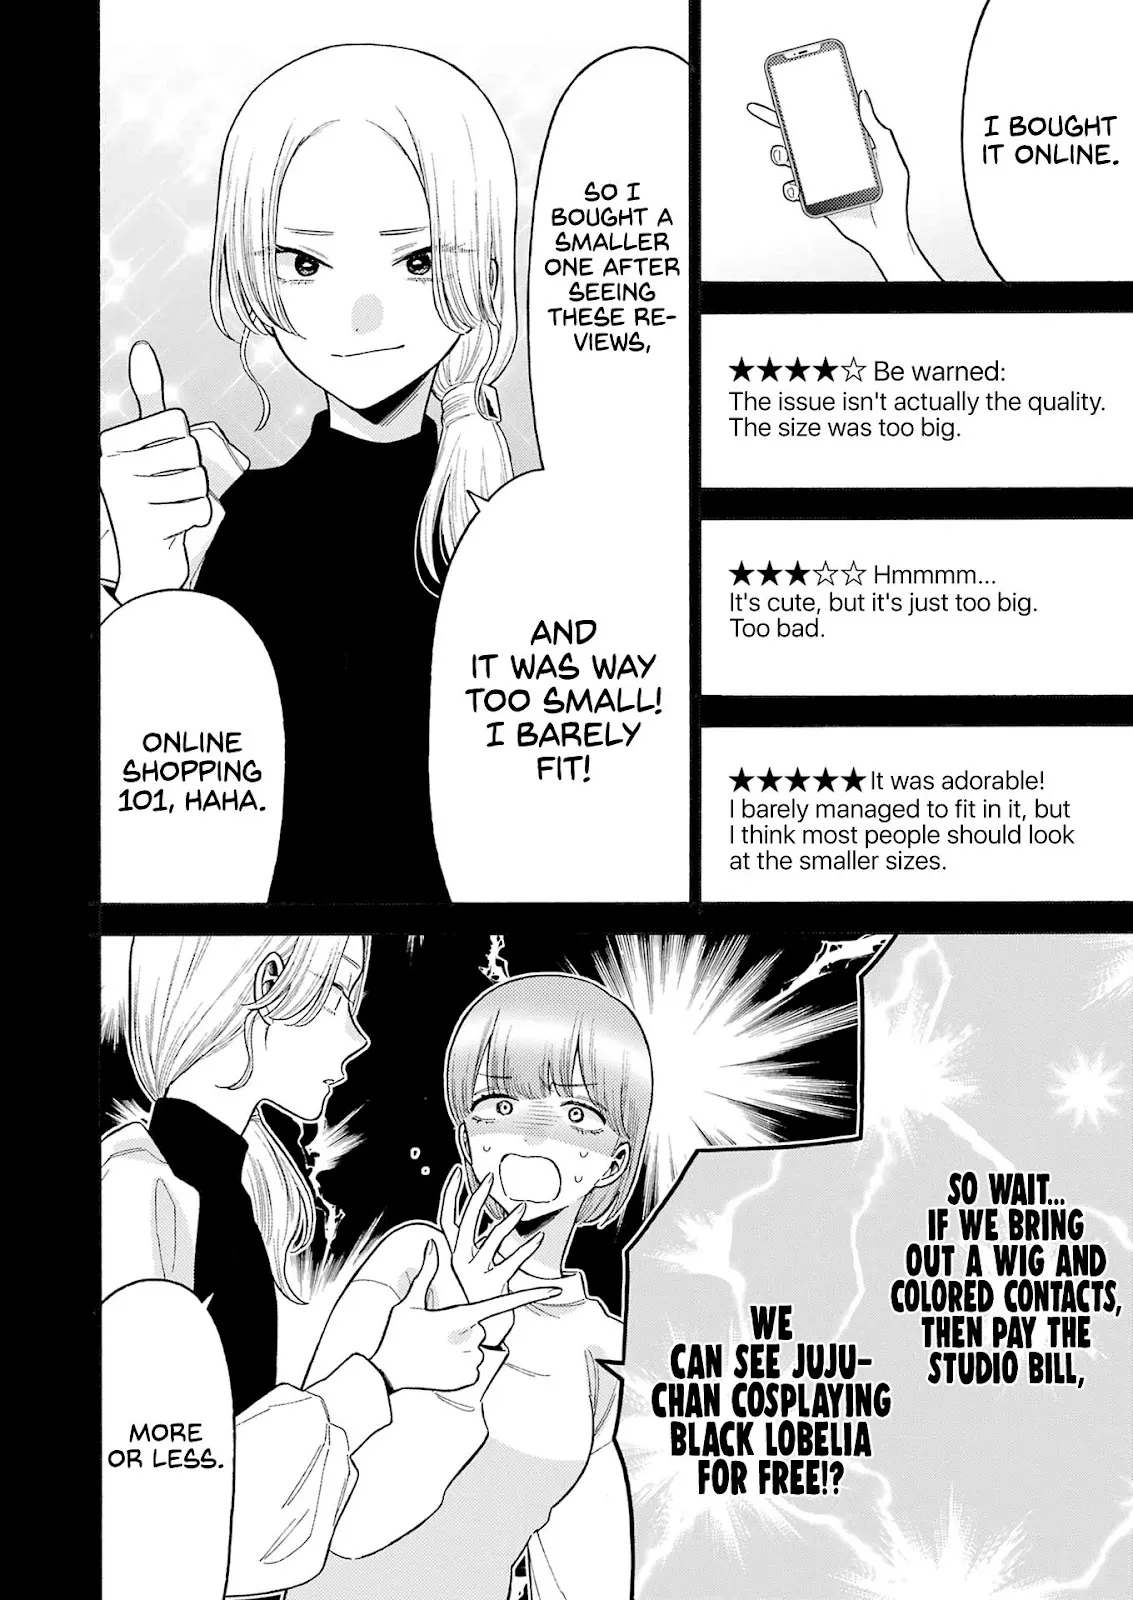 I BOUGHT
IT ONLINE.
★★★★☆ Be warned:
The issue isn't actually the quality.
The size was too big.
★★★☆☆ Hmmmm...
It's cute, but it's just too big.
Too bad.
★★★★★ It was adorable!
I barely managed to fit in it, but
I think most people should look
at the smaller sizes.
SO I
BOUGHT A
SMALLER
ONE AFTER
SEEING
THESE RE-
VIEWS,
AND
IT WAS WAY
TOO SMALL!
I BARELY
FIT!
ONLINE
SHOPPING
101, HAHA.
SO WAIT...
IF WE BRING
OUT A WIG AND
COLORED CONTACTS,
THEN PAY THE
STUDIO BILL,
WE
CAN SEE JUJU-
CHAN COSPLAYING
BLACK LOBELIA
FOR FREE!?
MORE
OR LESS.